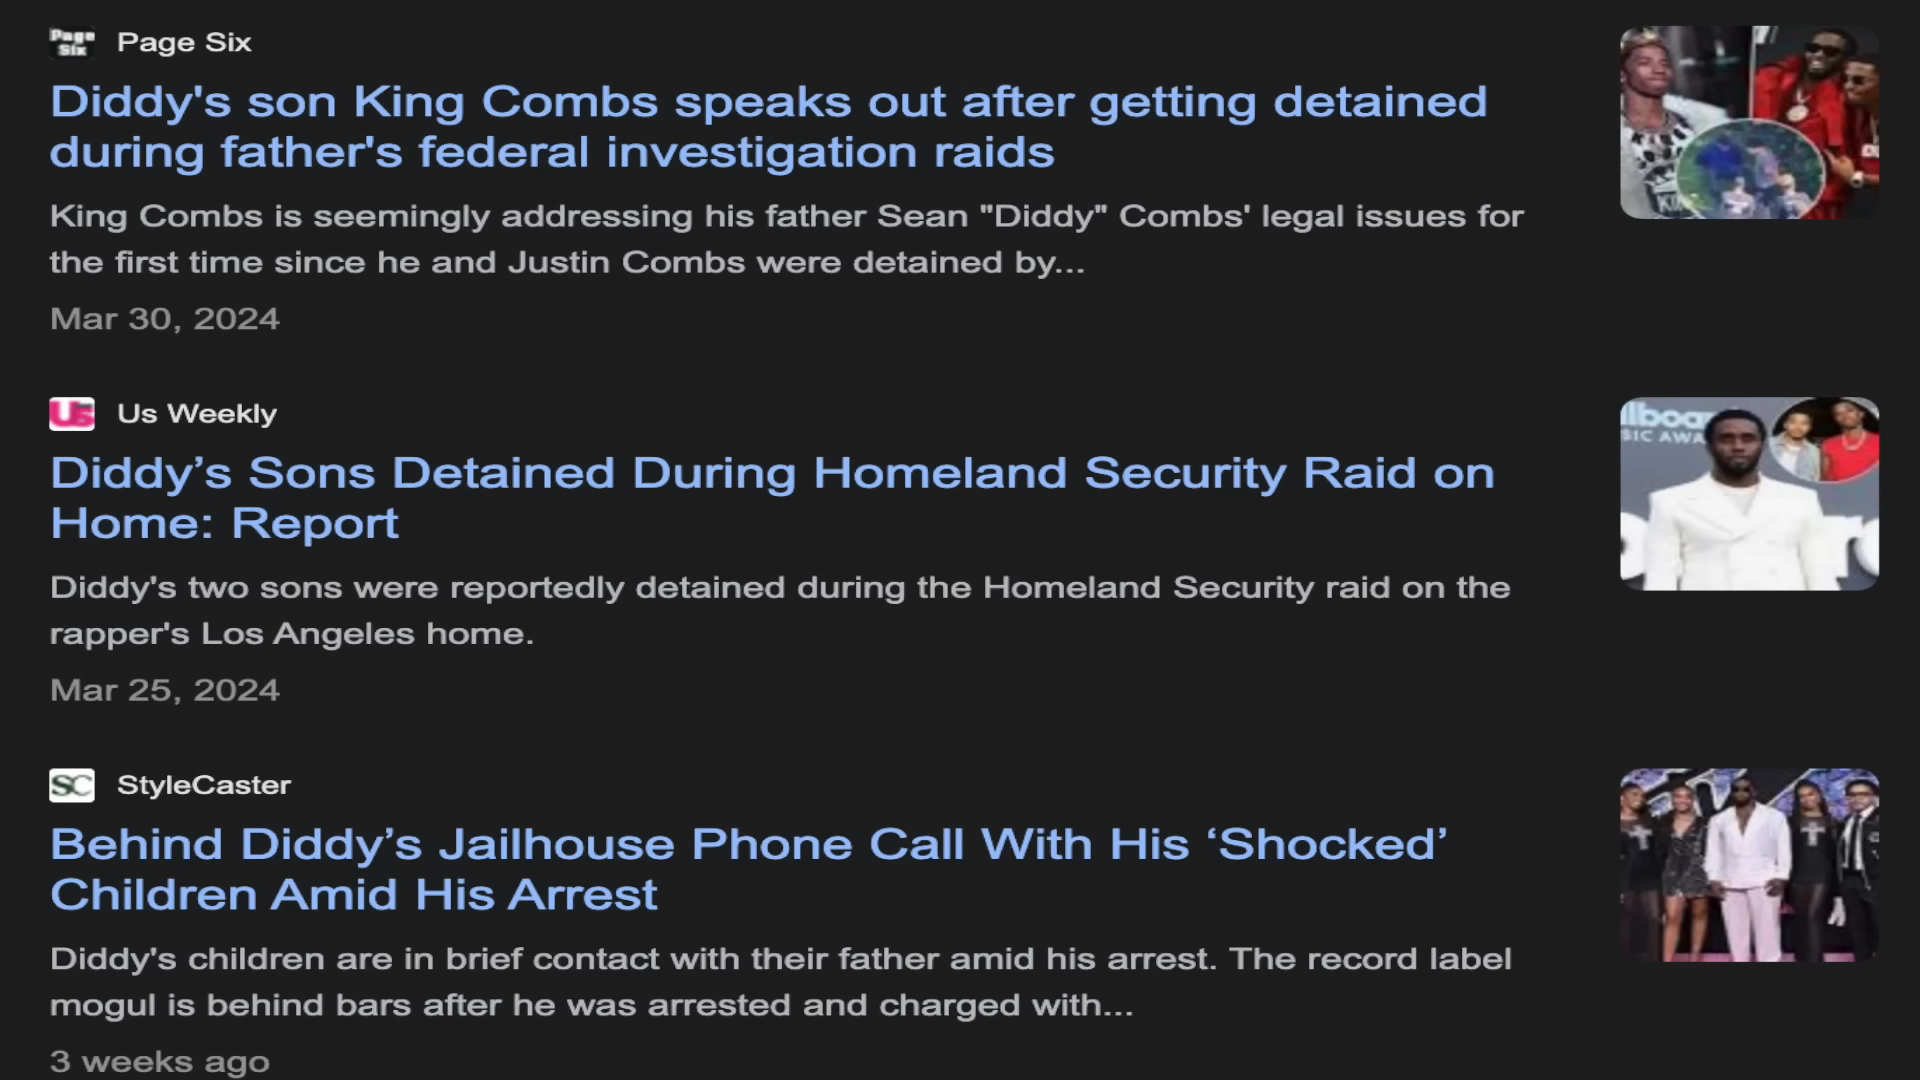 Page Six
Page Six
Diddy's son King Combs speaks out after getting detained
during father's federal investigation raids
King Combs is seemingly addressing his father Sean "Diddy" Combs' legal issues for
the first time since he and Justin Combs were detained by...
Mar 30, 2024
Us
Us Weekly
Diddy’s Sons Detained During Homeland Security Raid on
Home: Report
Diddy's two sons were reportedly detained during the Homeland Security raid on the
rapper's Los Angeles home.
Mar 25, 2024
SC
StyleCaster
Behind Diddy’s Jailhouse Phone Call With His ‘Shocked’
Children Amid His Arrest
Diddy's children are in brief contact with their father amid his arrest. The record label
mogul is behind bars after he was arrested and charged with...
3 weeks ago